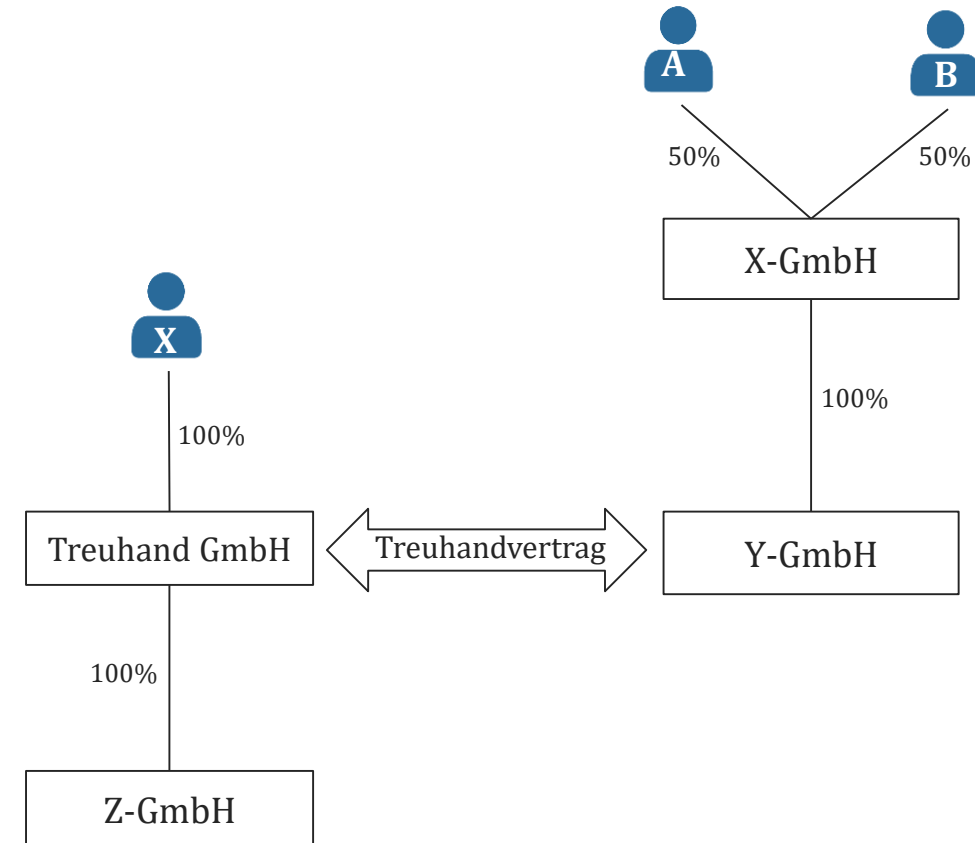 A
B
50%
50%
X-GmbH
X
100%
100%
Treuhand GmbH
Treuhandvertrag
Y-GmbH
100%
Z-GmbH